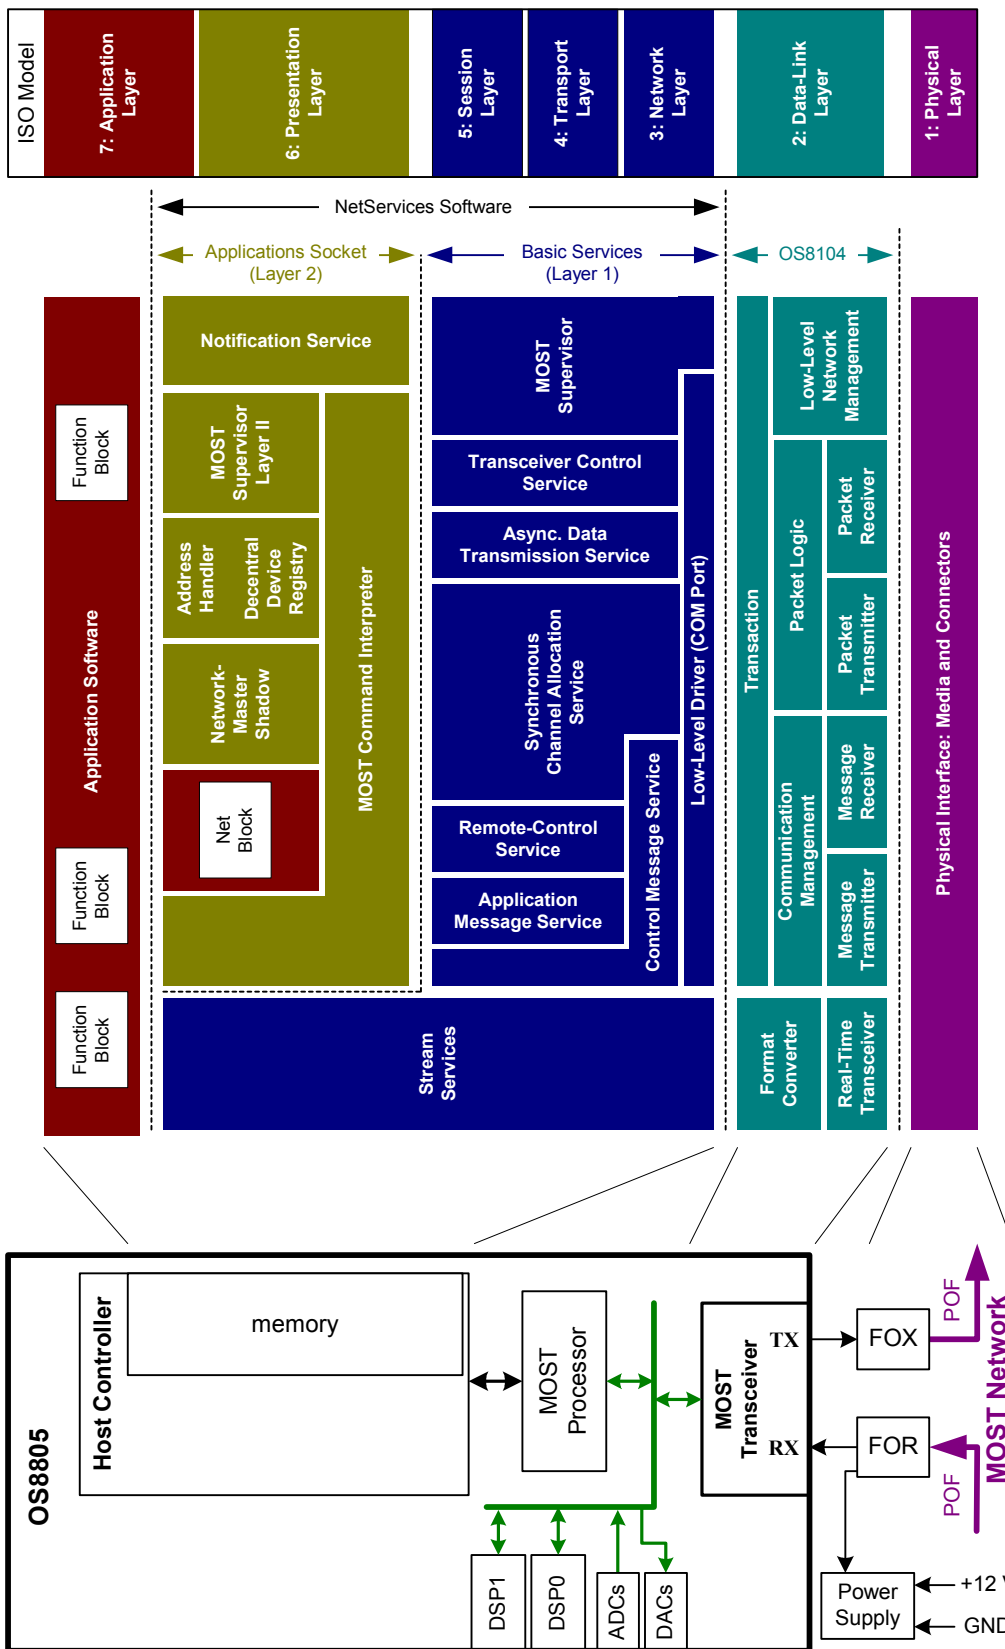 ISO Model
7: Application
Layer
6: Presentation
Layer
5: Session
Layer
4: Transport
Layer
3: Network
Layer
2: Data-Link
Layer
1: Physical
Layer
NetServices Software
Applications Socket
(Layer 2)
Basic Services
(Layer 1)
OS8104
Application Software
Function
Block
Function
Block
Function
Block
Notification Service
MOST
Supervisor
Layer II
Address
Handler
Decentral
Device
Registry
Network-
Master
Shadow
Net
Block
MOST Command Interpreter
MOST
Supervisor
Transceiver Control
Service
Async. Data
Transmission Service
Synchronous
Channel Allocation
Service
Remote-Control
Service
Application
Message Service
Control Message Service
Low-Level Driver (COM Port)
Stream
Services
Low-Level
Network
Management
Transaction
Packet Logic
Packet
Receiver
Packet
Transmitter
Communication
Management
Message
Receiver
Message
Transmitter
Format
Converter
Real-Time
Transceiver
Physical Interface: Media and Connectors
OS8805
Host Controller
memory
MOST
Processor
MOST
Transceiver
TX
RX
FOX
FOR
POF
POF
MOST Network
DSP1
DSP0
ADCs
DACs
Power
Supply
+12 V
GND